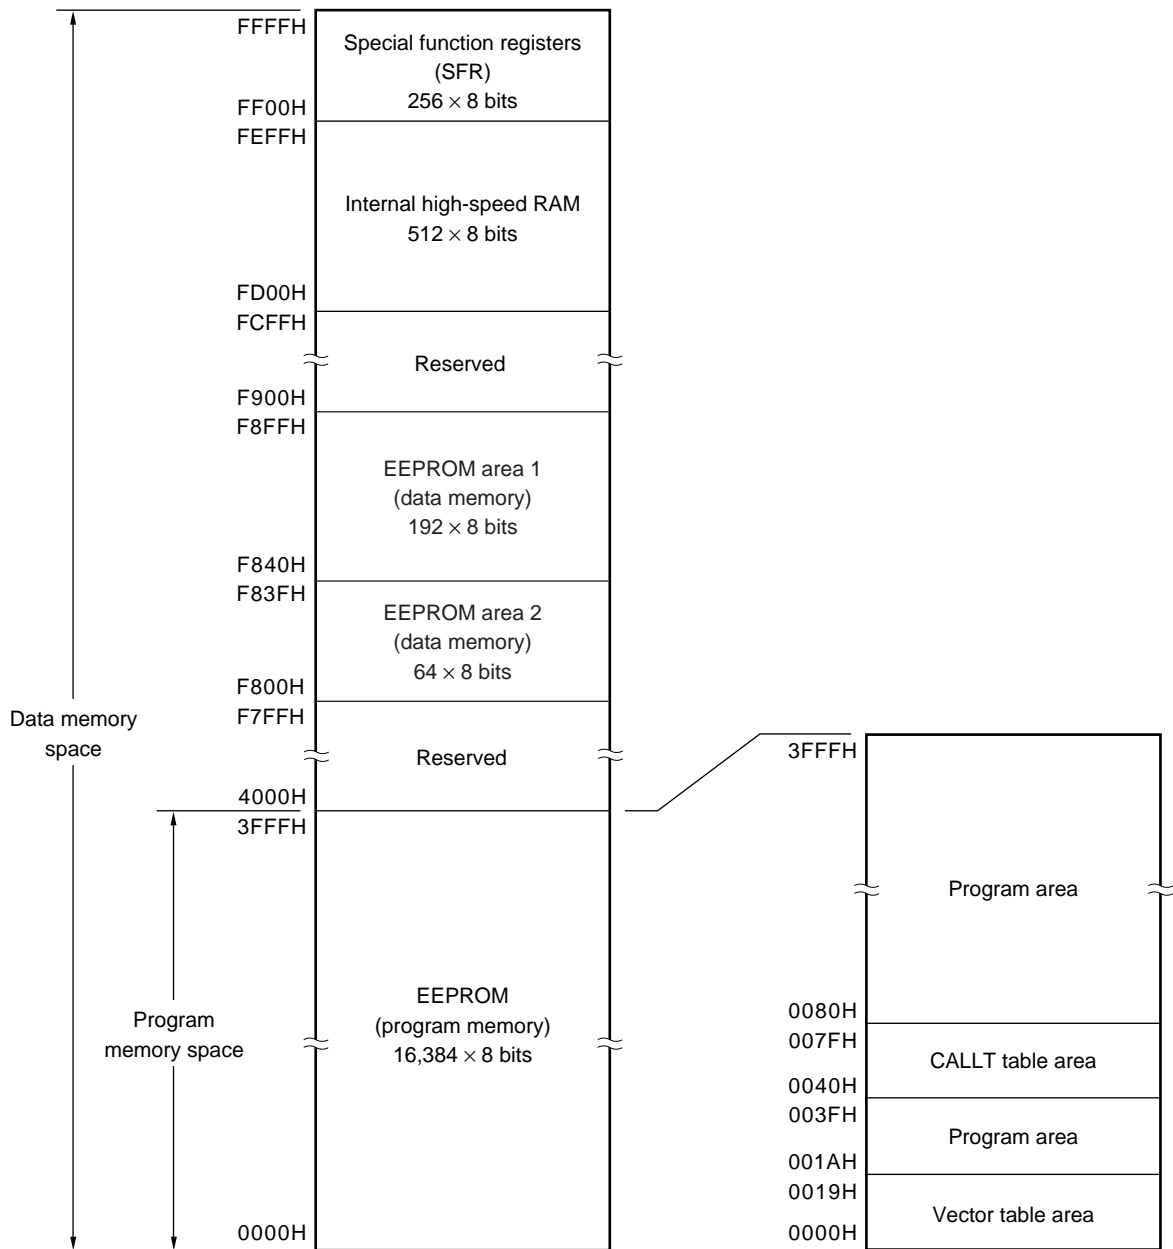 FFFFH
Special function registers
(SFR)
256 × 8 bits
FF00H
FEFFH
Internal high-speed RAM
512 × 8 bits
FD00H
FCFFH
Reserved
F900H
F8FFH
EEPROM area 1
(data memory)
192 × 8 bits
F840H
F83FH
EEPROM area 2
(data memory)
64 × 8 bits
F800H
F7FFH
Data memory
space
Reserved
4000H
3FFFH
Program
memory space
EEPROM
(program memory)
16,384 × 8 bits
0000H
3FFFH
Program area
0080H
007FH
CALLT table area
0040H
003FH
Program area
001AH
0019H
Vector table area
0000H